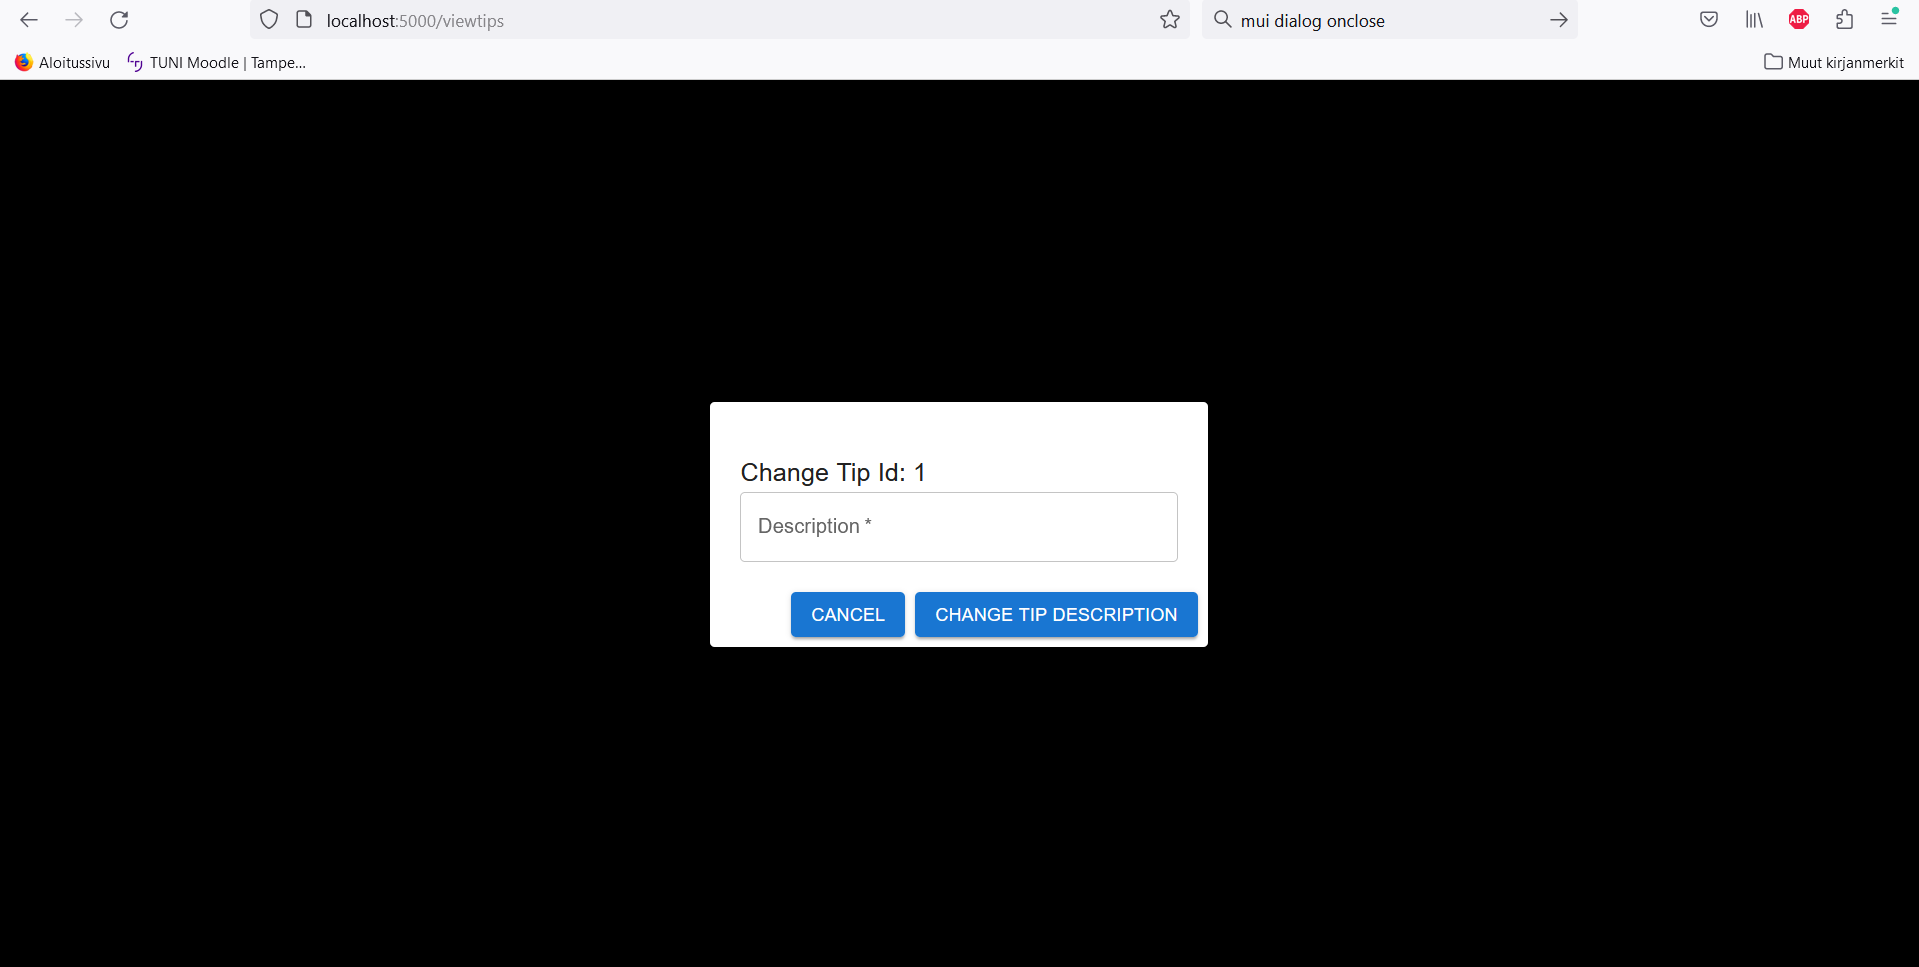 localhost:5000/viewtips
mui dialog onclose
ABP
Aloitussivu
TUNI Moodle | Tampe...
Muut kirjanmerkit
Change Tip Id: 1
Description *
CANCEL
CHANGE TIP DESCRIPTION